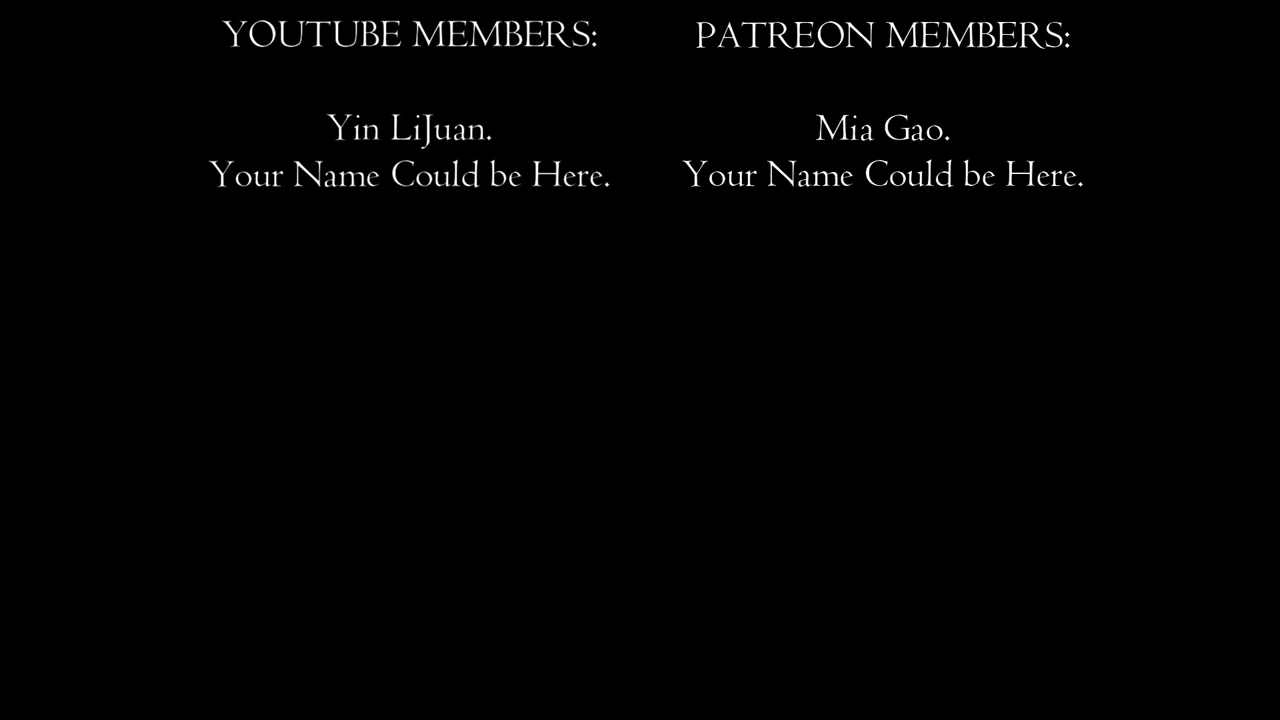 YOUTUBE MEMBERS:
Yin LiJuan.
Your Name Could be Here.
PATREON MEMBERS:
Mia Gao.
Your Name Could be Here.